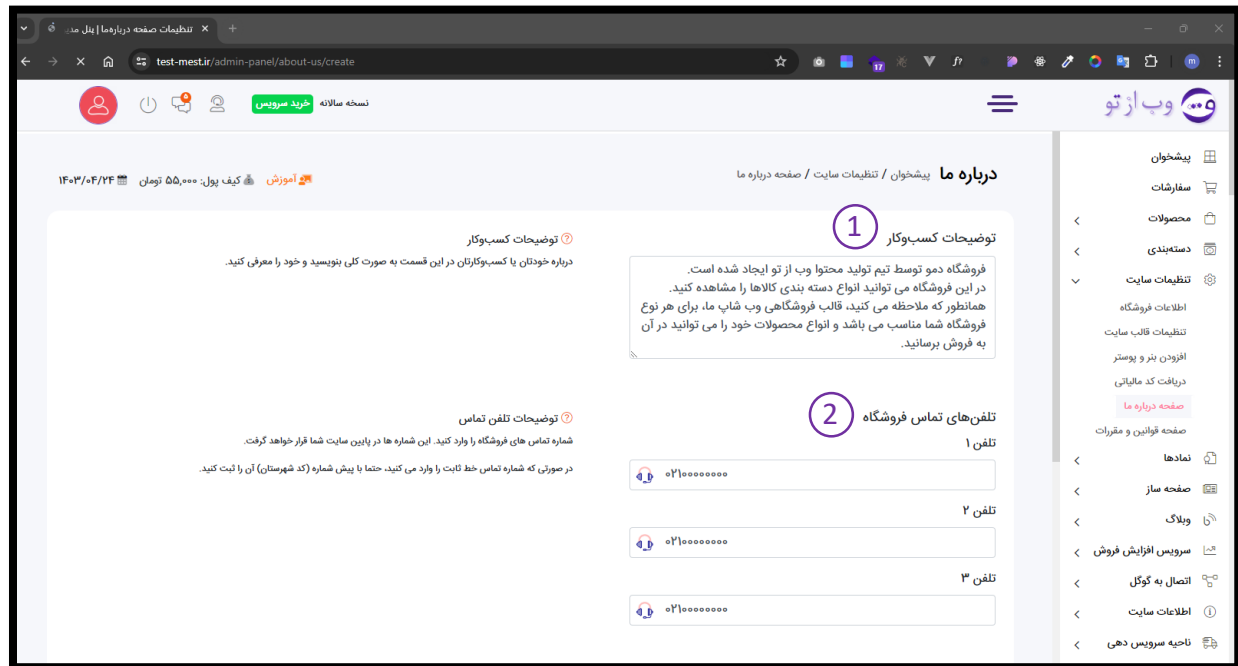 تنظیمات صفحه درباره‌ما | پنل مدی
test-mest.ir/admin-panel/about-us/create
17
m
وب از تو
نسخه سالانه خرید سرویس
پیشخوان
سفارشات
محصولات
دسته‌بندی
تنظیمات سایت
اطلاعات فروشگاه
تنظیمات قالب سایت
افزودن بنر و پوستر
دریافت کد مالیاتی
صفحه درباره ما
صفحه قوانین و مقررات
نمادها
صفحه ساز
وبلاگ
سرویس افزایش فروش
اتصال به گوگل
اطلاعات سایت
ناحیه سرویس دهی
درباره ما پیشخوان / تنظیمات سایت / صفحه درباره ما
آموزش کیف پول: ۵۵,۰۰۰ تومان ۱۴۰۳/۰۴/۲۴
توضیحات کسب‌وکار 1
فروشگاه دمو توسط تیم تولید محتوا وب از تو ایجاد شده است.
در این فروشگاه می توانید انواع دسته بندی کالاها را مشاهده کنید.
همانطور که ملاحظه می کنید، قالب فروشگاهی وب شاپ ما، برای هر نوع
فروشگاه شما مناسب می باشد و انواع محصولات خود را می توانید در آن
به فروش برسانید.
توضیحات کسب‌وکار
درباره خودتان یا کسب‌وکارتان در این قسمت به صورت کلی بنویسید و خود را معرفی کنید.
تلفن‌های تماس فروشگاه 2
تلفن ۱
۰۲۱۰۰۰۰۰۰۰۰
تلفن ۲
۰۲۱۰۰۰۰۰۰۰۰
تلفن ۳
۰۲۱۰۰۰۰۰۰۰۰
توضیحات تلفن تماس
شماره تماس های فروشگاه را وارد کنید. این شماره ها در پایین سایت شما قرار خواهد گرفت.
در صورتی که شماره تماس خط ثابت را وارد می کنید، حتما با پیش شماره (کد شهرستان) آن را ثبت کنید.